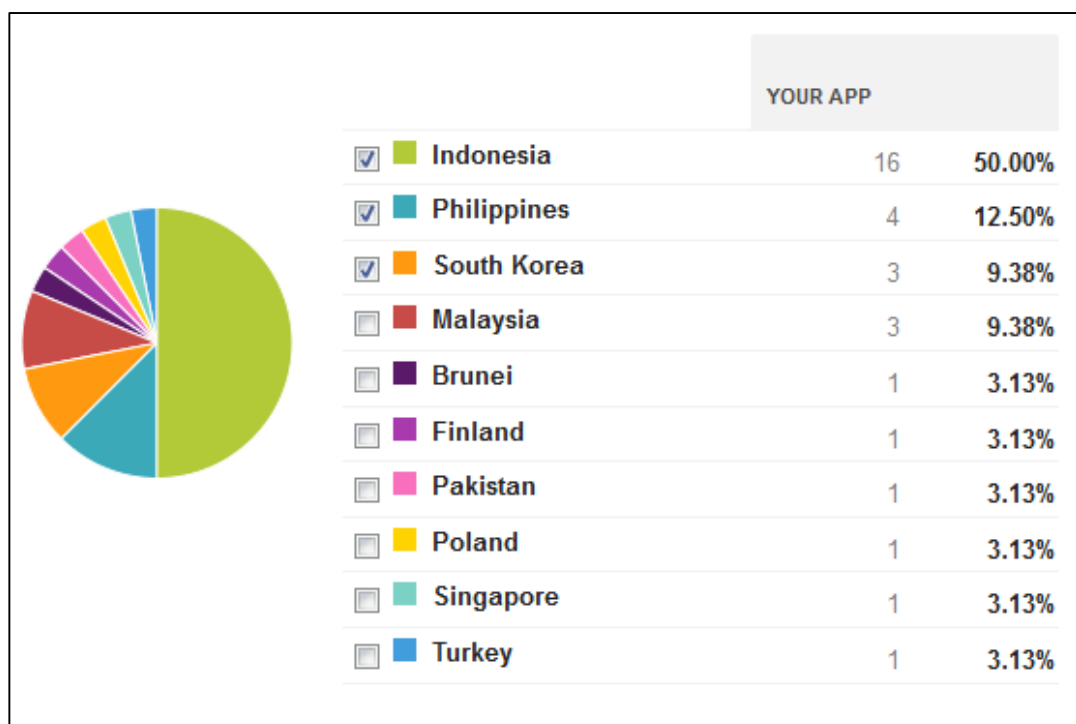 YOUR APP
Indonesia 16 50.00%
Philippines 4 12.50%
South Korea 3 9.38%
Malaysia 3 9.38%
Brunei 1 3.13%
Finland 1 3.13%
Pakistan 1 3.13%
Poland 1 3.13%
Singapore 1 3.13%
Turkey 1 3.13%